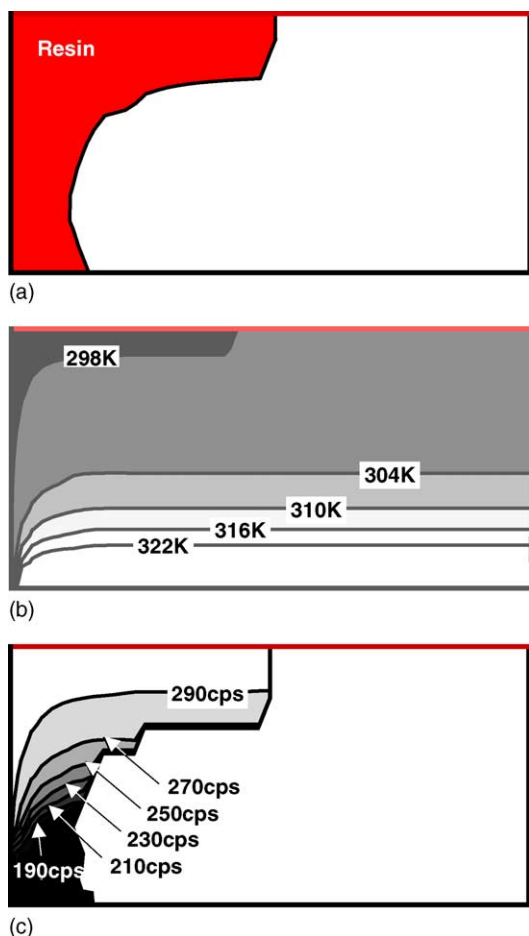 Resin
(a)
298K
304K
310K
316K
322K
(b)
290cps
270cps
250cps
230cps
190cps
210cps
(c)